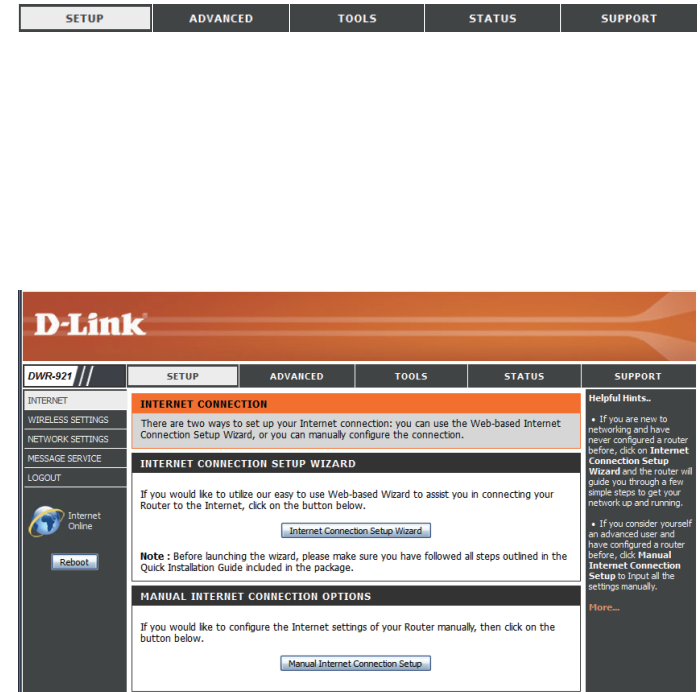 SETUP ADVANCED TOOLS STATUS SUPPORT
D-Link
DWR-921 SETUP ADVANCED TOOLS STATUS SUPPORT
INTERNET
WIRELESS SETTINGS
NETWORK SETTINGS
MESSAGE SERVICE
LOGOUT
Internet
Online
Reboot
INTERNET CONNECTION
There are two ways to set up your Internet connection: you can use the Web-based Internet
Connection Setup Wizard, or you can manually configure the connection.
INTERNET CONNECTION SETUP WIZARD
If you would like to utilize our easy to use Web-based Wizard to assist you in connecting your
Router to the Internet, click on the button below.
Internet Connection Setup Wizard
Note : Before launching the wizard, please make sure you have followed all steps outlined in the
Quick Installation Guide included in the package.
MANUAL INTERNET CONNECTION OPTIONS
If you would like to configure the Internet settings of your Router manually, then click on the
button below.
Manual Internet Connection Setup
Helpful Hints..
• If you are new to
networking and have
never configured a router
before, click on Internet
Connection Setup
Wizard and the router will
guide you through a few
simple steps to get your
network up and running.
• If you consider yourself
an advanced user and
have configured a router
before, click Manual
Internet Connection
Setup to Input all the
settings manually.
More...